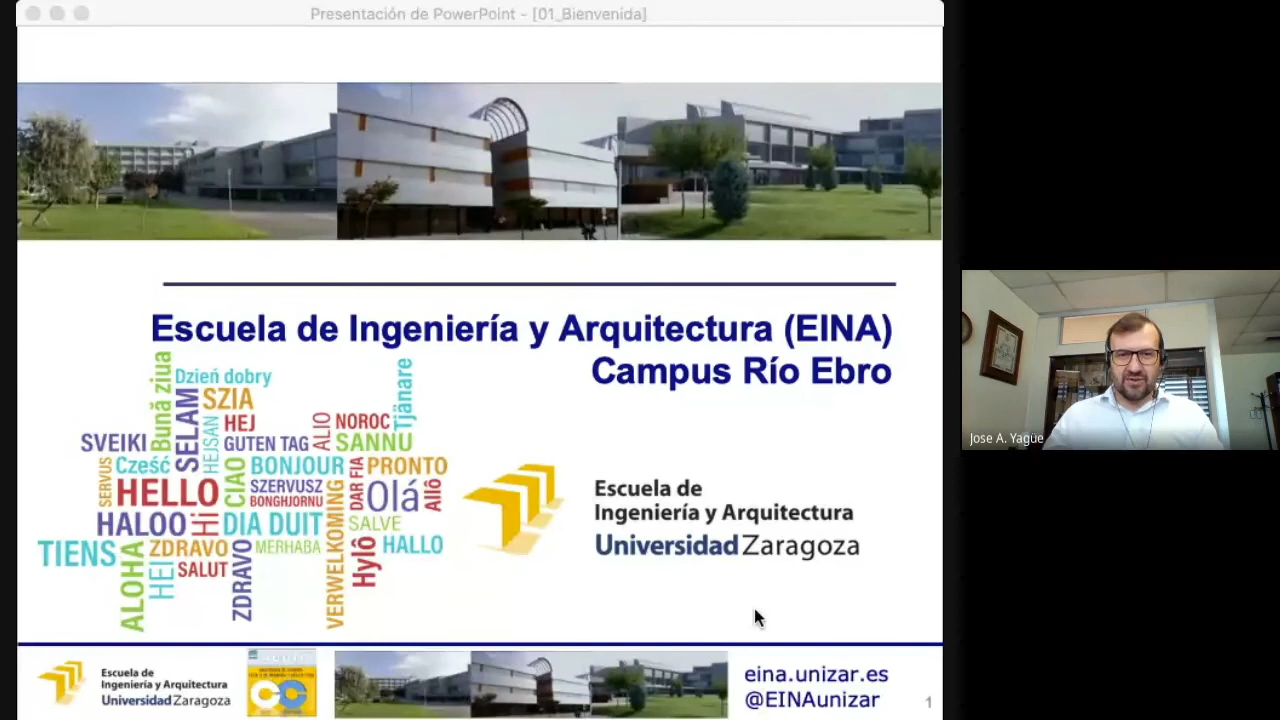 Presentación de PowerPoint - [01_Bienvenida]
Escuela de Ingeniería y Arquitectura (EINA)
Campus Río Ebro
Bună ziua
Dzień dobry
Tjänare
SELAM
SZIA
HEJSAN
HEJ
ALIO
NOROC
SVEIKI
GUTEN TAG
SANNU
SERVUS
Cześć
CIAO
BONJOUR
DAR FIA
PRONTO
HELLO
SZERVUSZ
BONGHJORNU
Olá
Allô
HALOO
Hi
DIA DUIT
VERWELKOMING
SALVE
TIENS
ALOHA
ZDRAVO
MERHABA
Hylô
HALLO
HEI
SALUT
ZDRAVO
Escuela de
Ingeniería y Arquitectura
Universidad Zaragoza
Jose A. Yagüe
Escuela de
Ingeniería y Arquitectura
Universidad Zaragoza
eina.unizar.es
@EINAunizar
1